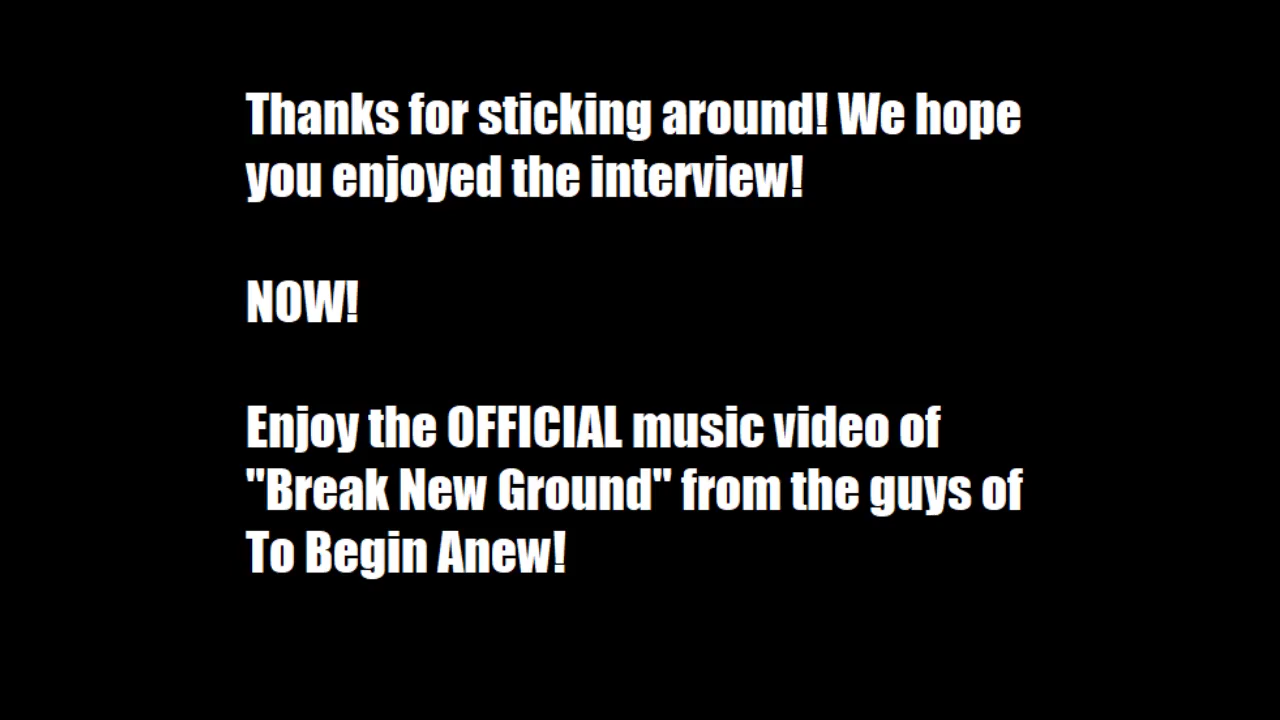 Thanks for sticking around! We hope
you enjoyed the interview!
NOW!
Enjoy the OFFICIAL music video of
"Break New Ground" from the guys of
To Begin Anew!